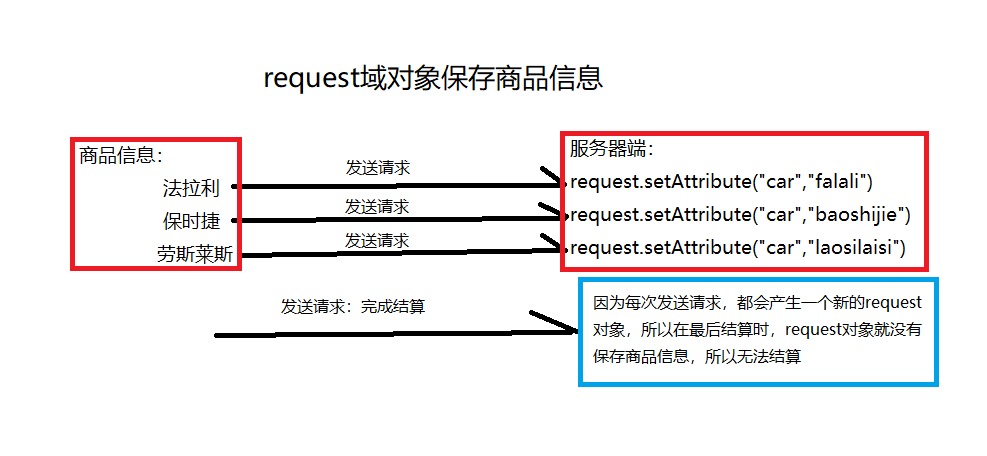 request域对象保存商品信息
商品信息：
服务器端：
法拉利
发送请求
request.setAttribute("car","falali")
保时捷
发送请求
request.setAttribute("car","baoshijie")
劳斯莱斯
发送请求
request.setAttribute("car","laosilaisi")
发送请求：完成结算
因为每次发送请求，都会产生一个新的request
对象，所以在最后结算时，request对象就没有
保存商品信息，所以无法结算